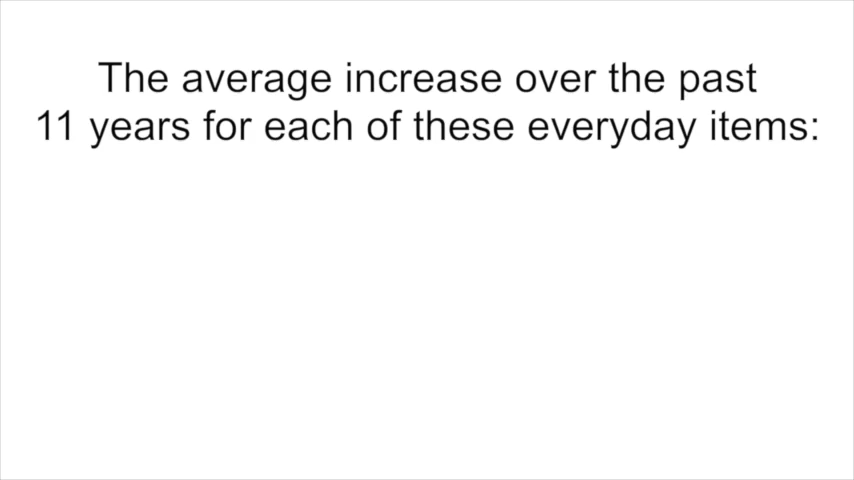 The average increase over the past
11 years for each of these everyday items: